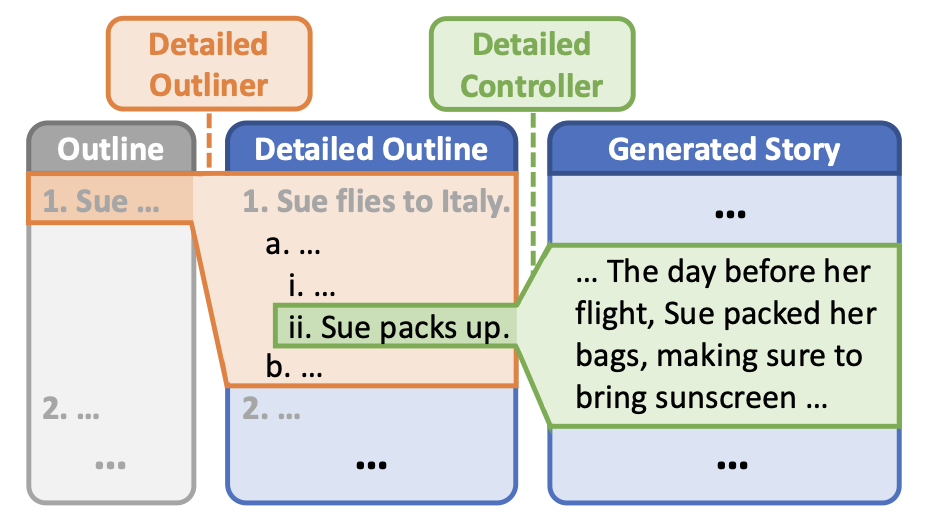 Detailed
Outliner
Detailed
Controller
Outline
1. Sue ...
2. ...
...
Detailed Outline
1. Sue flies to Italy.
a. ...
i. ...
ii. Sue packs up.
b. ...
2. ...
...
Generated Story
...
... The day before her
flight, Sue packed her
bags, making sure to
bring sunscreen ...
...